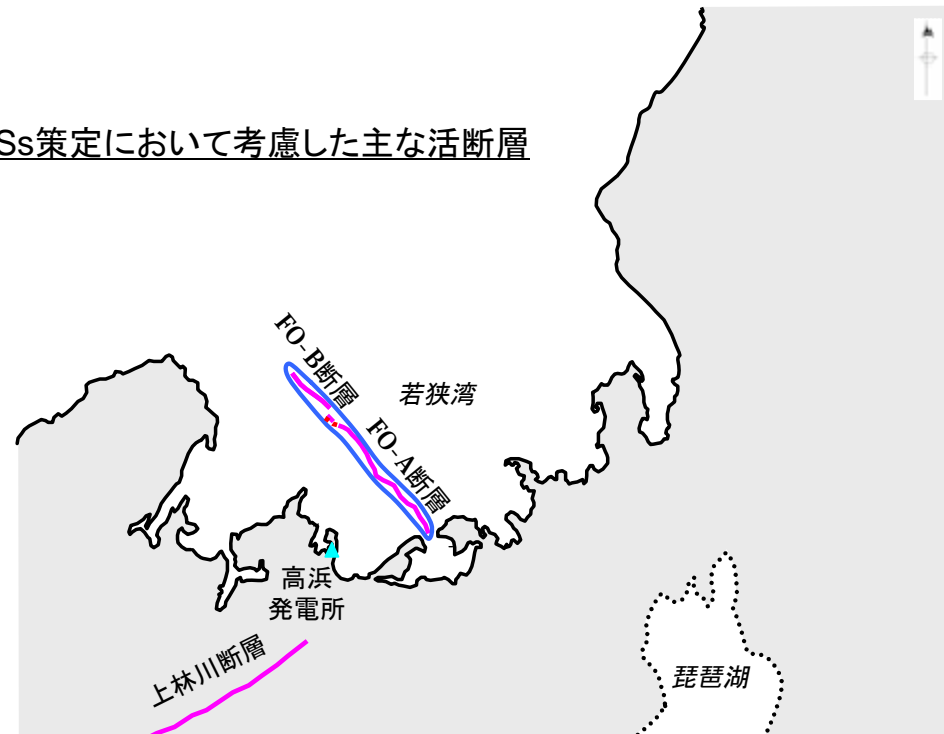 Ss策定において考慮した主な活断層
FO-B断層
若狭湾
FO-A断層
高浜
発電所
上林川断層
琵琶湖